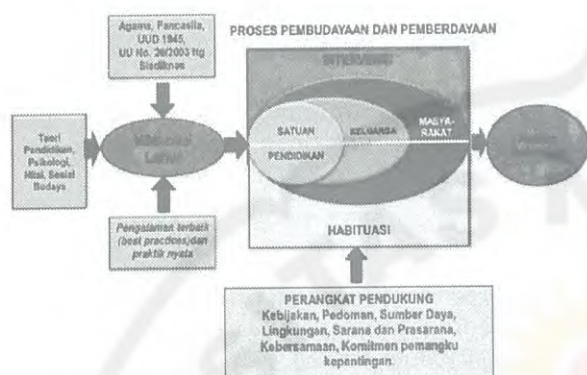 Agama, Pancasila,
UUD 1945,
UU No. 20/2003 ttg
Sisdiknas
PROSES PEMBUDAYAAN DAN PEMBERDAYAAN
INTERVENSI
Teori
Pendidikan,
Psikologi,
Nilai, Sosial
Budaya
SATUAN
PENDIDIKAN
KELUARGA
MASYA-
RAKAT
Pengalaman terbaik
(best practices)dan
praktik nyata
HABITUASI
PERANGKAT PENDUKUNG
Kebijakan, Pedoman, Sumber Daya,
Lingkungan, Sarana dan Prasarana,
Kebersamaan, Komitmen pemangku
kepentingan.